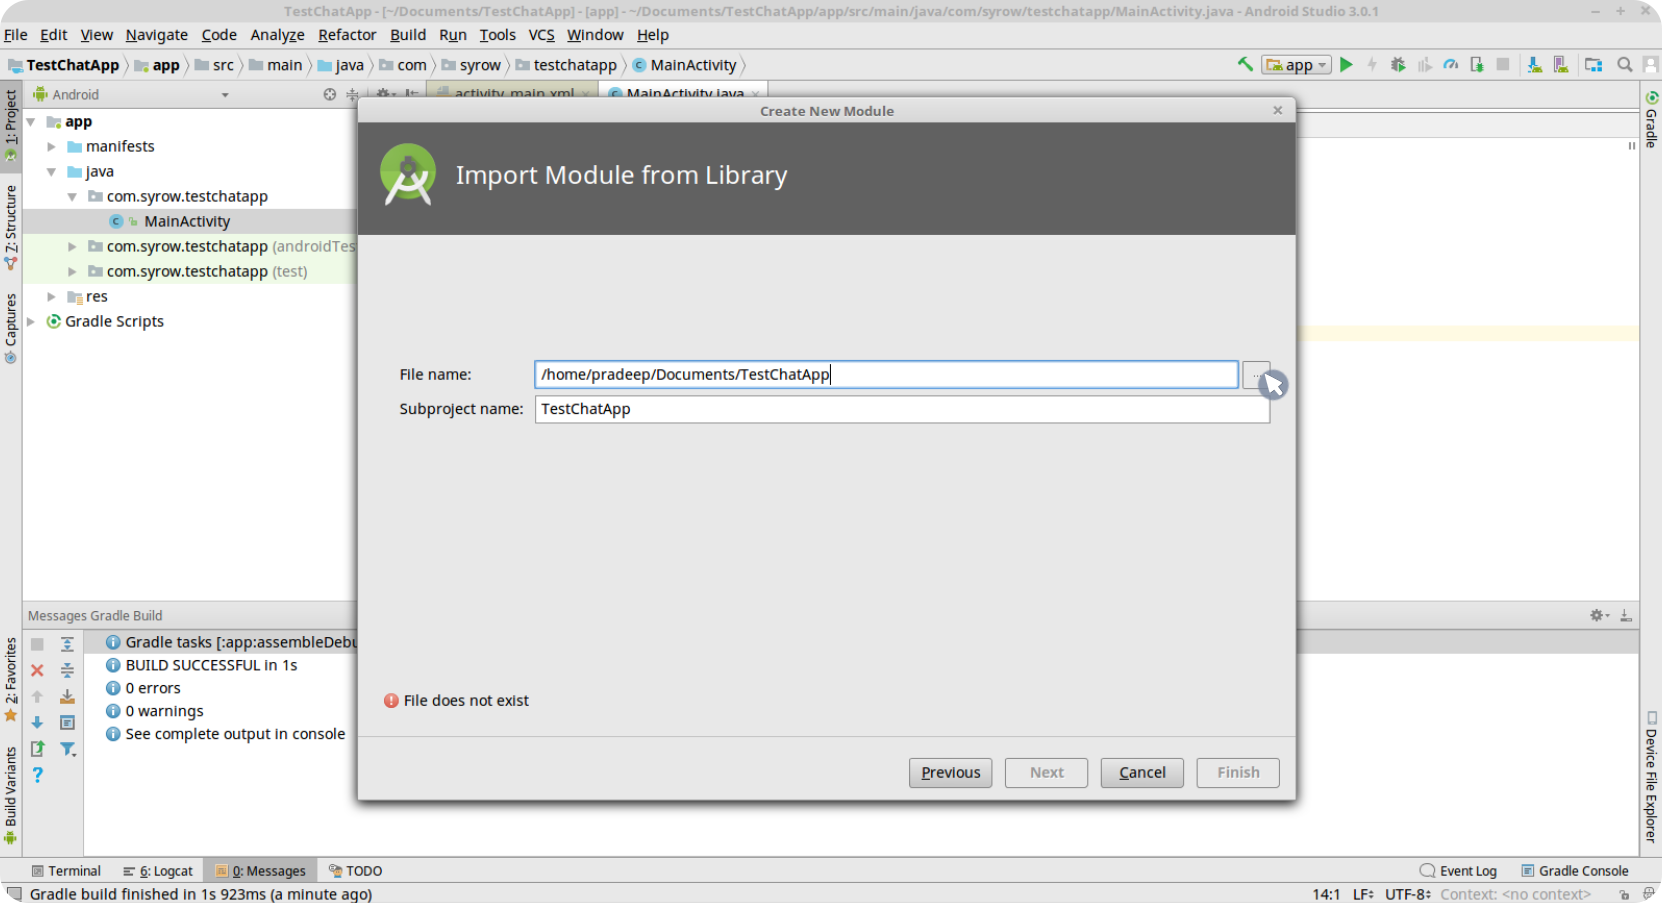 TestChatApp - [~/Documents/TestChatApp] - [app] - ~/Documents/TestChatApp/app/src/main/java/com/syrow/testchatapp/MainActivity.java - Android Studio 3.0.1
File Edit View Navigate Code Analyze Refactor Build Run Tools VCS Window Help
TestChatApp app src main java com syrow testchatapp MainActivity app
Android activity_main.xml MainActivity.java
1: Project
Z: Structure
Captures
2: Favorites
Build Variants
app
manifests
java
com.syrow.testchatapp
MainActivity
com.syrow.testchatapp (androidTes
com.syrow.testchatapp (test)
res
Gradle Scripts
Create New Module
Import Module from Library
File name: /home/pradeep/Documents/TestChatApp
Subproject name: TestChatApp
File does not exist
Previous Next Cancel Finish
Gradle
Device File Explorer
Messages Gradle Build
Gradle tasks [:app:assembleDebu
BUILD SUCCESSFUL in 1s
0 errors
0 warnings
See complete output in console
Terminal 6: Logcat 0: Messages TODO Event Log Gradle Console
Gradle build finished in 1s 923ms (a minute ago) 14:1 LF UTF-8 Context: <no context>